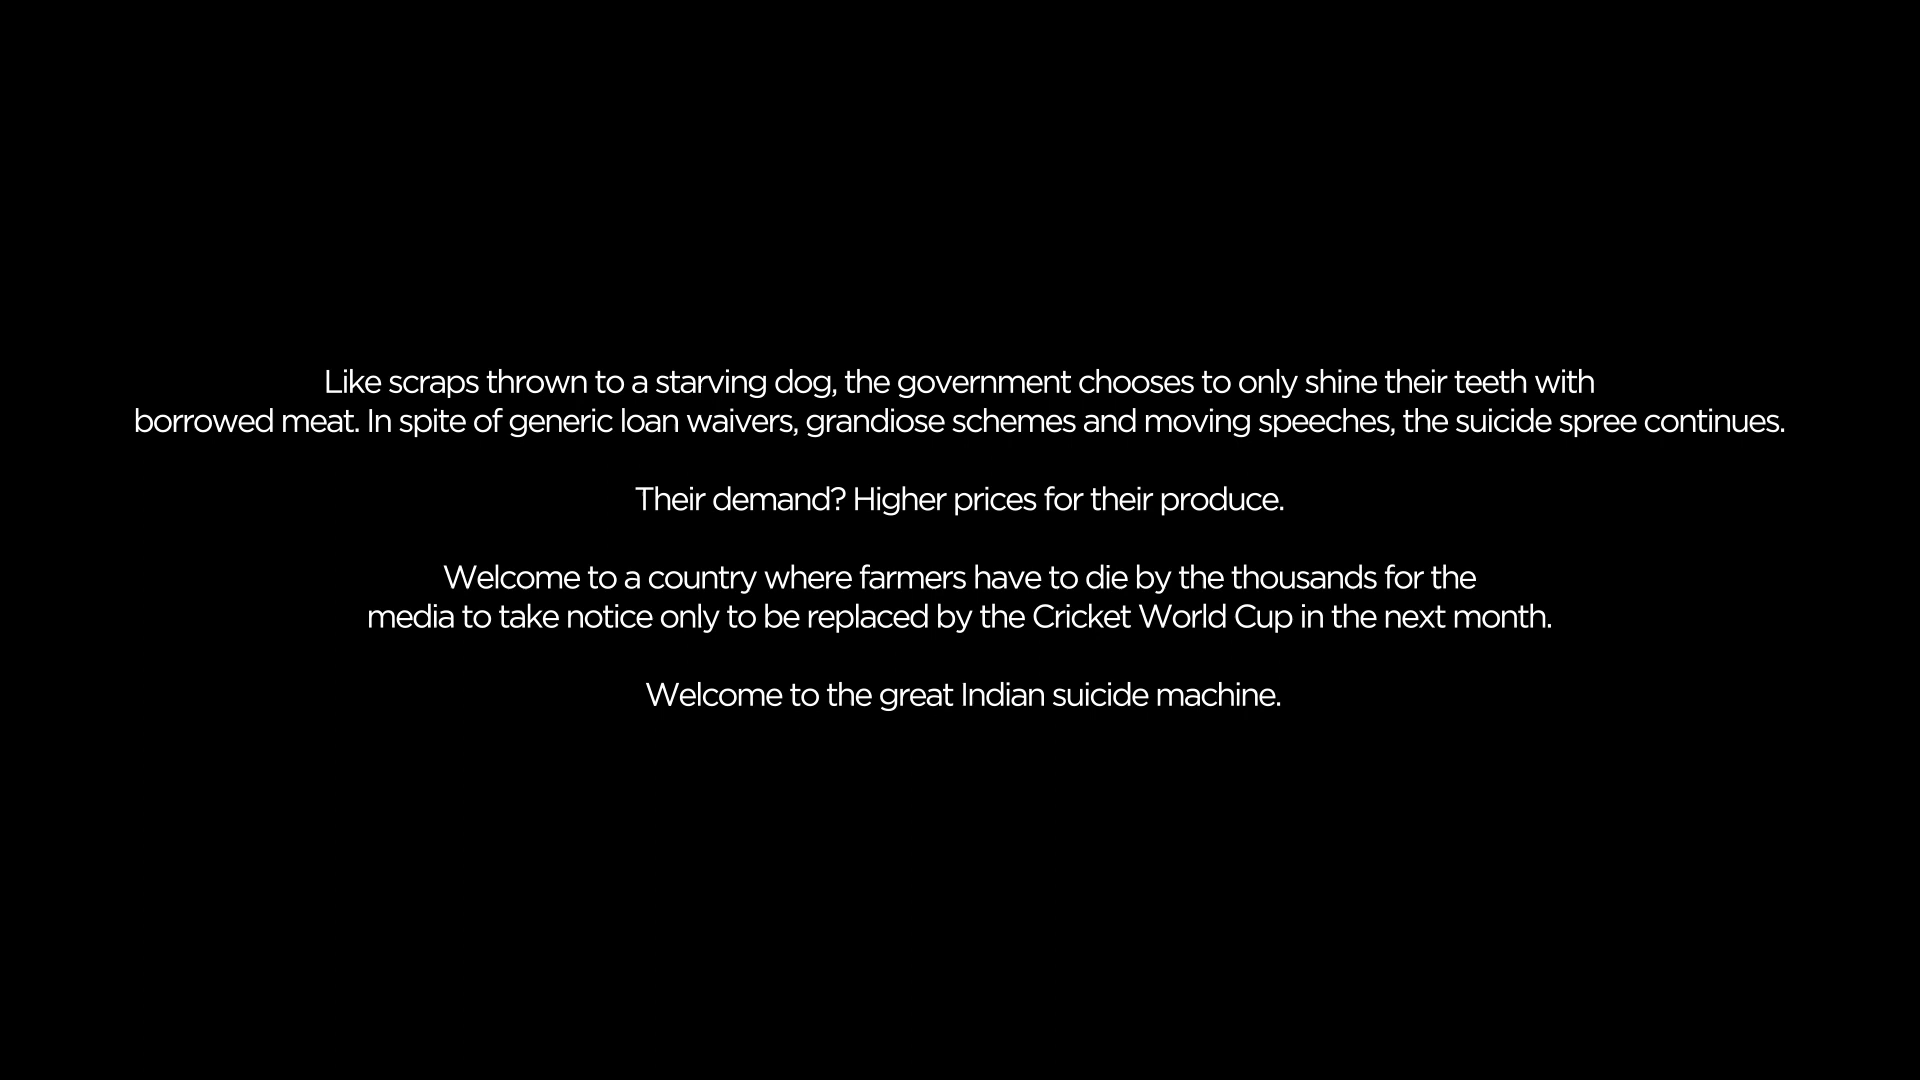 Like scraps thrown to a starving dog, the government chooses to only shine their teeth with
borrowed meat. In spite of generic loan waivers, grandiose schemes and moving speeches, the suicide spree continues.
Their demand? Higher prices for their produce.
Welcome to a country where farmers have to die by the thousands for the
media to take notice only to be replaced by the Cricket World Cup in the next month.
Welcome to the great Indian suicide machine.